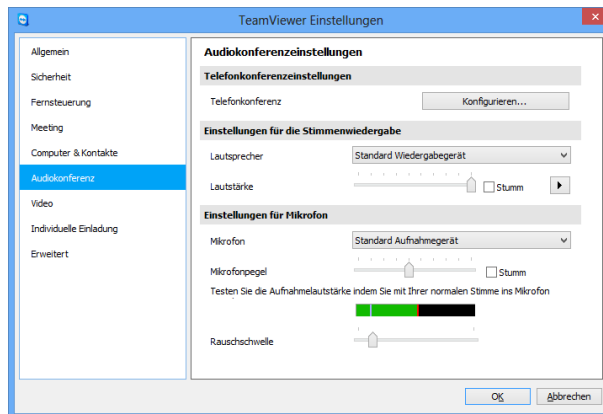 TeamViewer Einstellungen
Allgemein
Sicherheit
Fernsteuerung
Meeting
Computer & Kontakte
Audiokonferenz
Video
Individuelle Einladung
Erweitert
Audiokonferenzeinstellungen
Telefonkonferenzeinstellungen
Telefonkonferenz
Konfigurieren...
Einstellungen für die Stimmenwiedergabe
Lautsprecher
Standard Wiedergabegerät
Lautstärke
Stumm
Einstellungen für Mikrofon
Mikrofon
Standard Aufnahmegerät
Mikrofonpegel
Stumm
Testen Sie die Aufnahmelautstärke indem Sie mit Ihrer normalen Stimme ins Mikrofon
Rauschschwelle
OK
Abbrechen